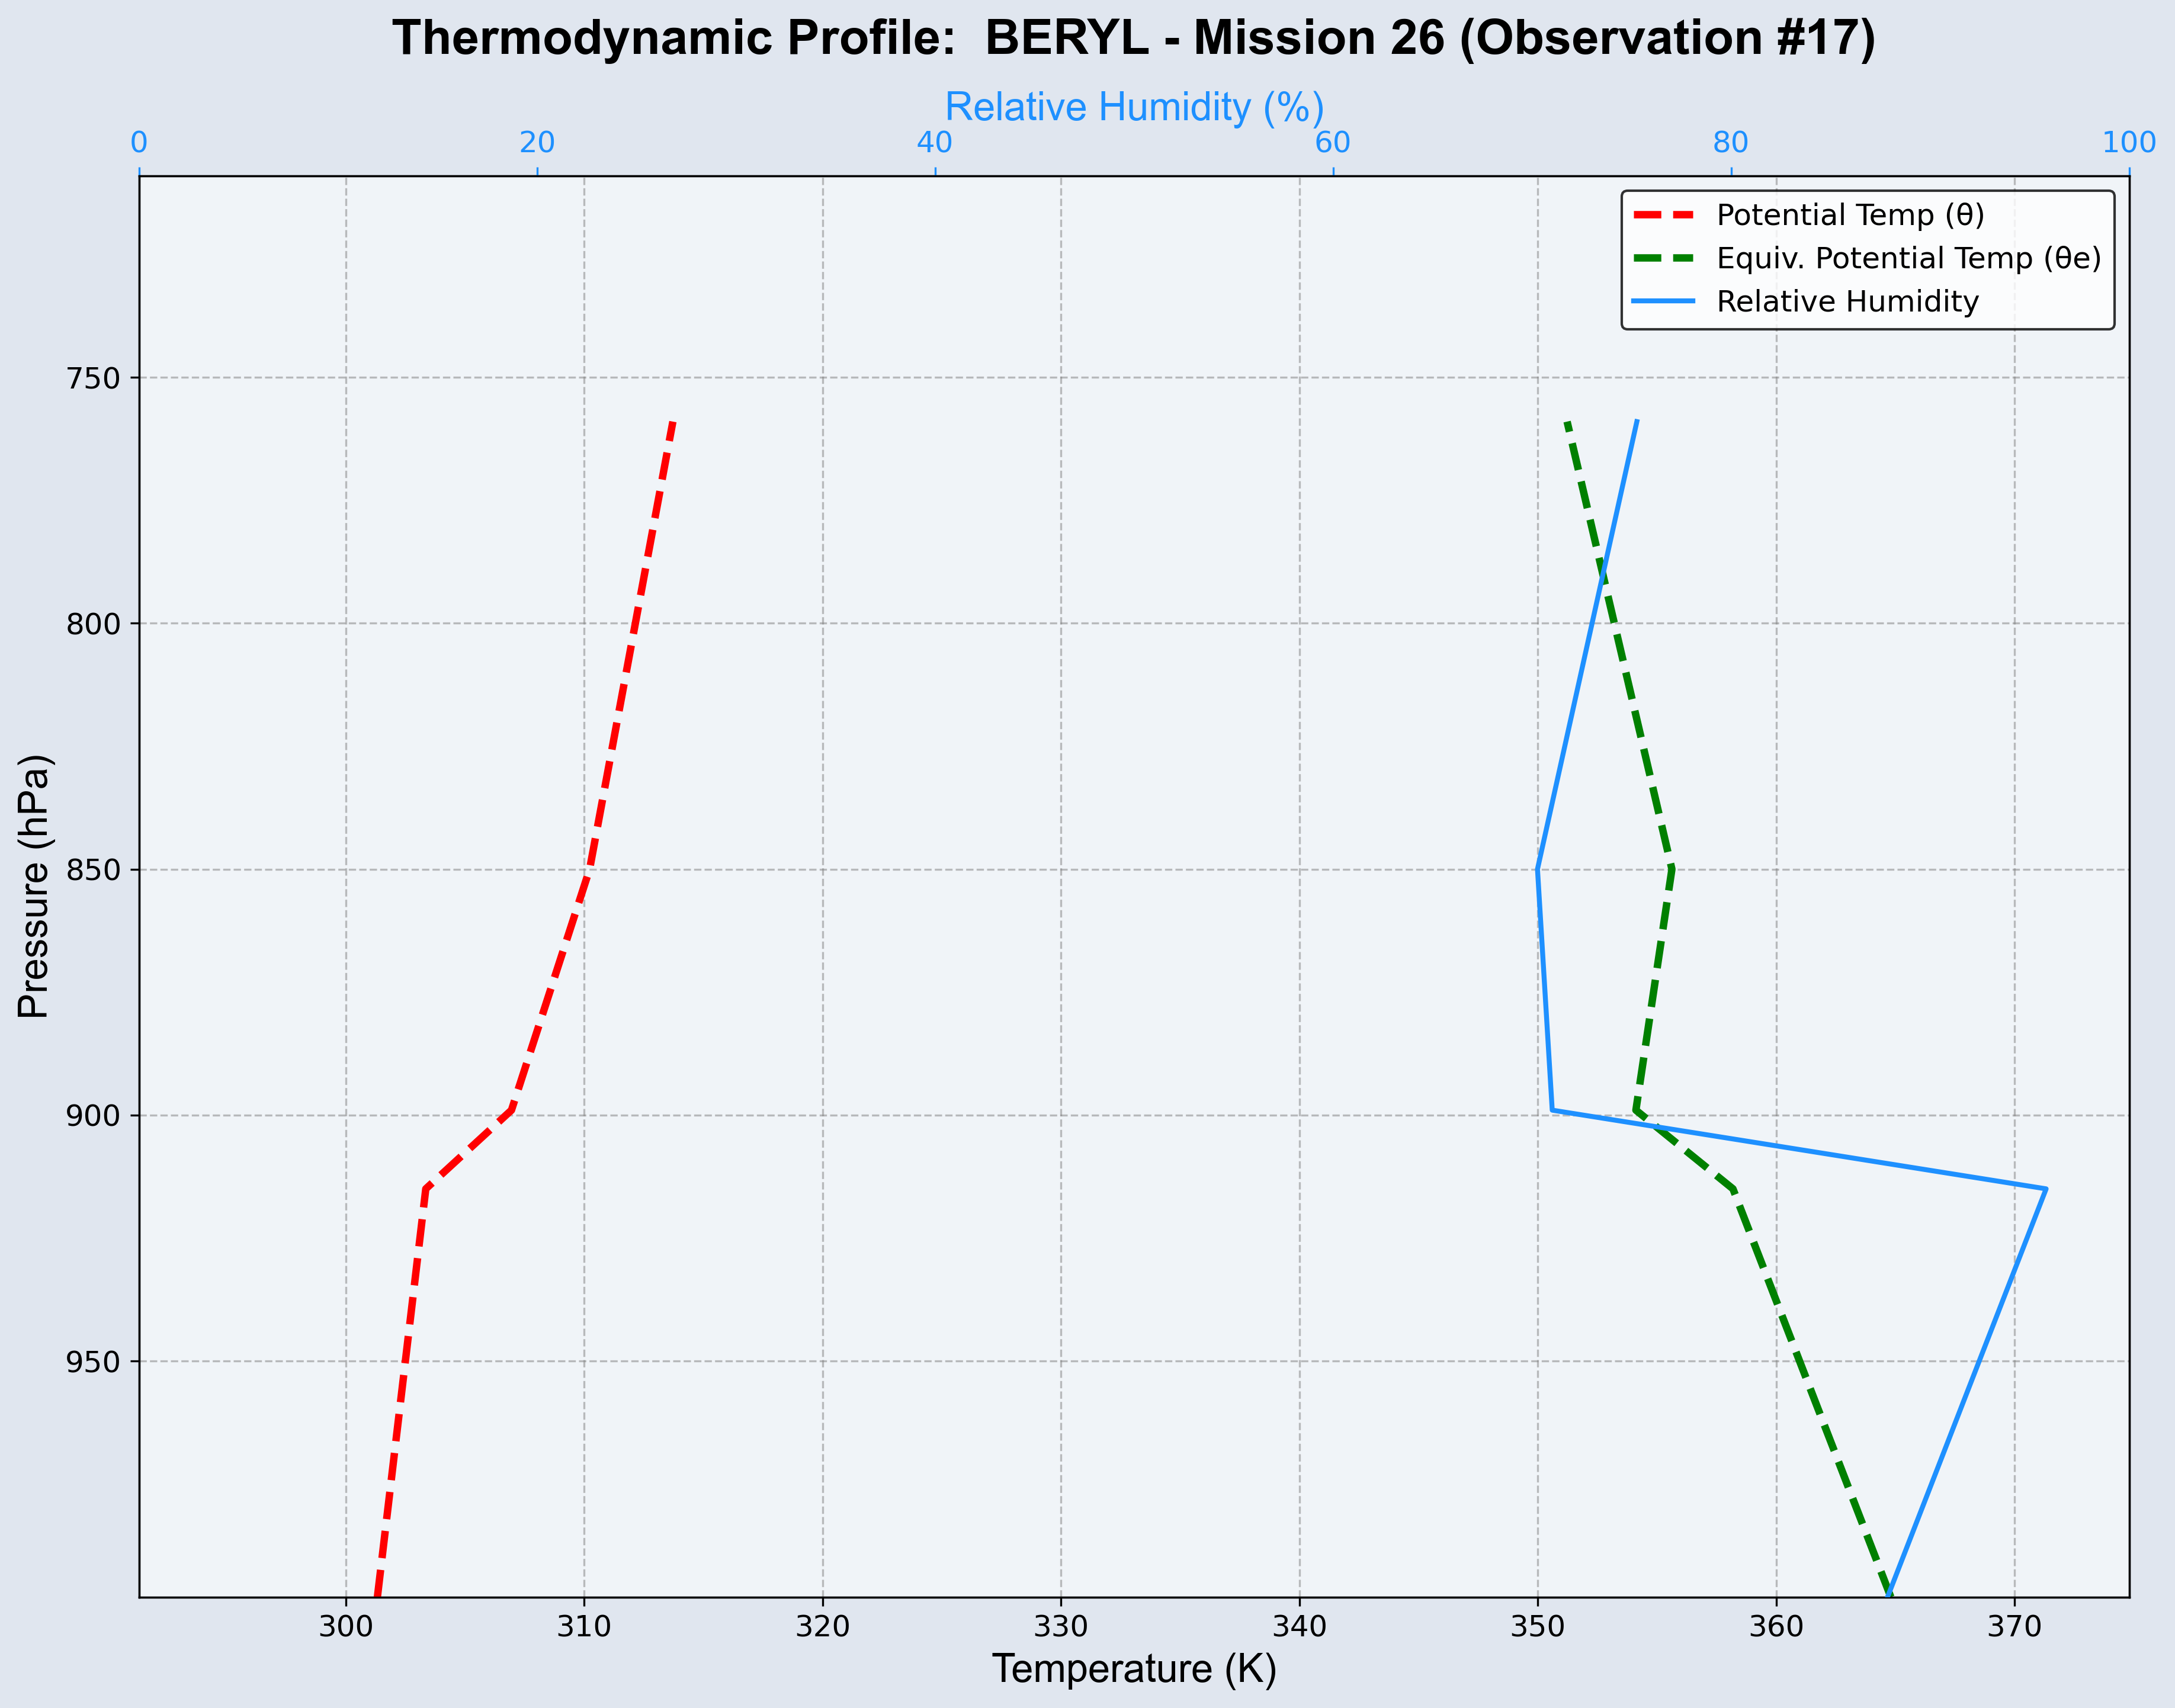 Thermodynamic Profile:  BERYL - Mission 26 (Observation #17)
Relative Humidity (%)
0 20 40 60 80 100
Potential Temp (θ)
Equiv. Potential Temp (θe)
Relative Humidity
750
800
850
900
950
Pressure (hPa)
300 310 320 330 340 350 360 370
Temperature (K)